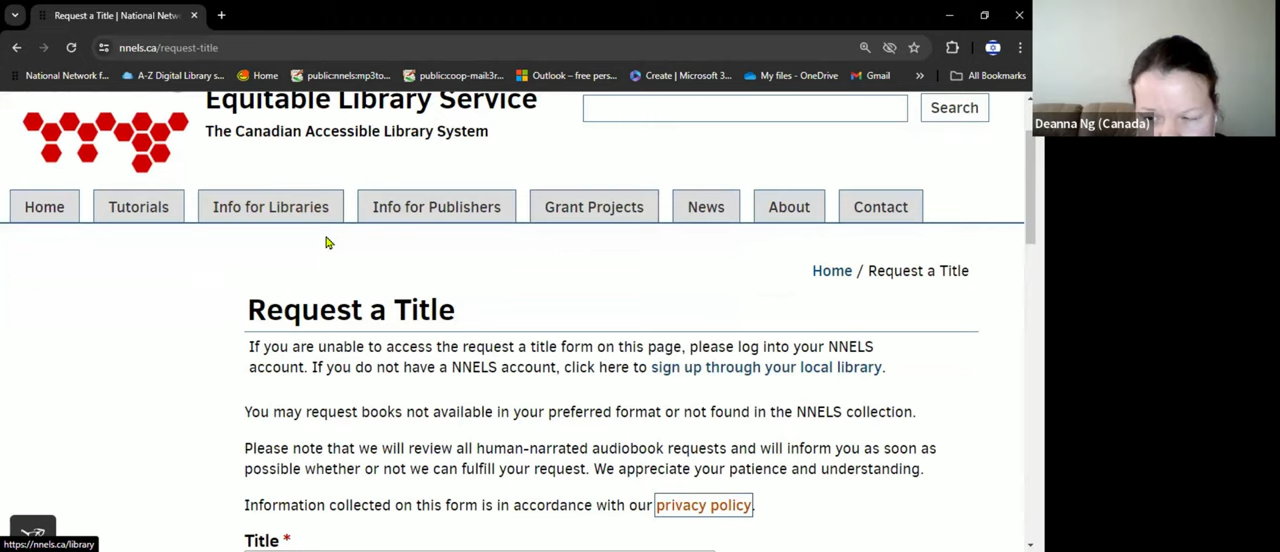 Request a Title | National Netw
nnels.ca/request-title
National Network f...
A-Z Digital Library s...
Home
publicnnels:mp3to...
publiccoop-mail:3r...
Outlook – free pers...
Create | Microsoft 3...
My files - OneDrive
Gmail
»
All Bookmarks
Equitable Library Service
The Canadian Accessible Library System
Search
Deanna Ng (Canada)
Home
Tutorials
Info for Libraries
Info for Publishers
Grant Projects
News
About
Contact
Home / Request a Title
Request a Title
If you are unable to access the request a title form on this page, please log into your NNELS
account. If you do not have a NNELS account, click here to sign up through your local library.
You may request books not available in your preferred format or not found in the NNELS collection.
Please note that we will review all human-narrated audiobook requests and will inform you as soon as
possible whether or not we can fulfill your request. We appreciate your patience and understanding.
Information collected on this form is in accordance with our privacy policy.
Title *
https://nnels.ca/library